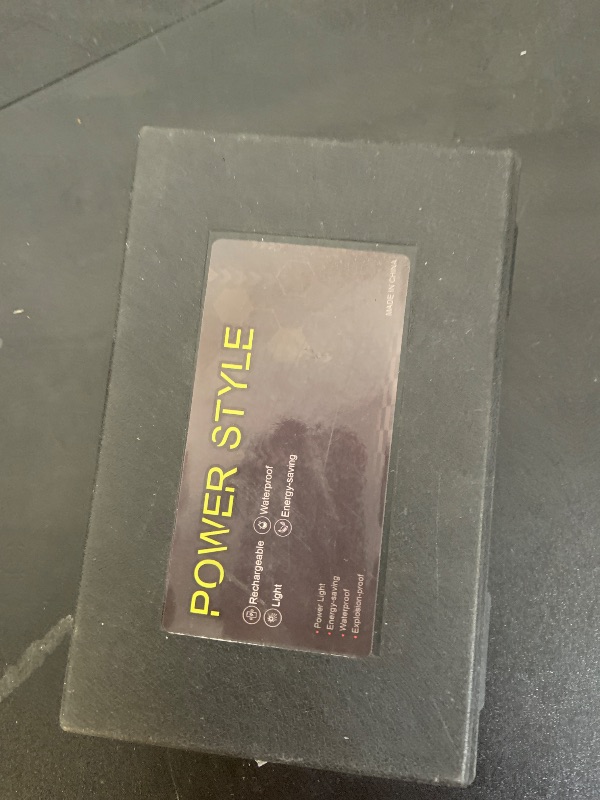 POWER STYLE
Rechargeable Waterproof
Light Energy-saving
• Power Light
• Energy-saving
• Waterproof
• Explosion-proof
MADE IN CHINA